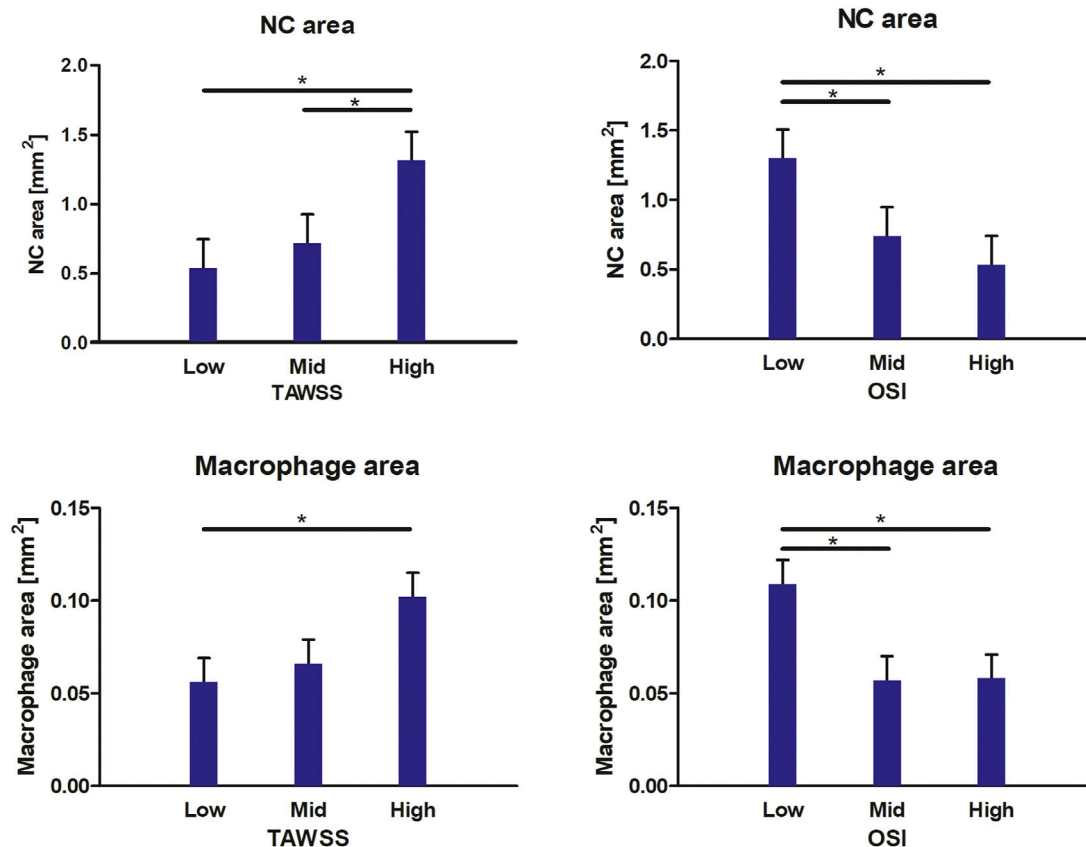 NC area
NC area [mm²]
2.0
1.5
1.0
0.5
0.0
*
*
Low Mid High
TAWSS
NC area
NC area [mm²]
2.0
1.5
1.0
0.5
0.0
*
*
Low Mid High
OSI
Macrophage area
Macrophage area [mm²]
0.15
0.10
0.05
0.00
*
Low Mid High
TAWSS
Macrophage area
Macrophage area [mm²]
0.15
0.10
0.05
0.00
*
*
Low Mid High
OSI